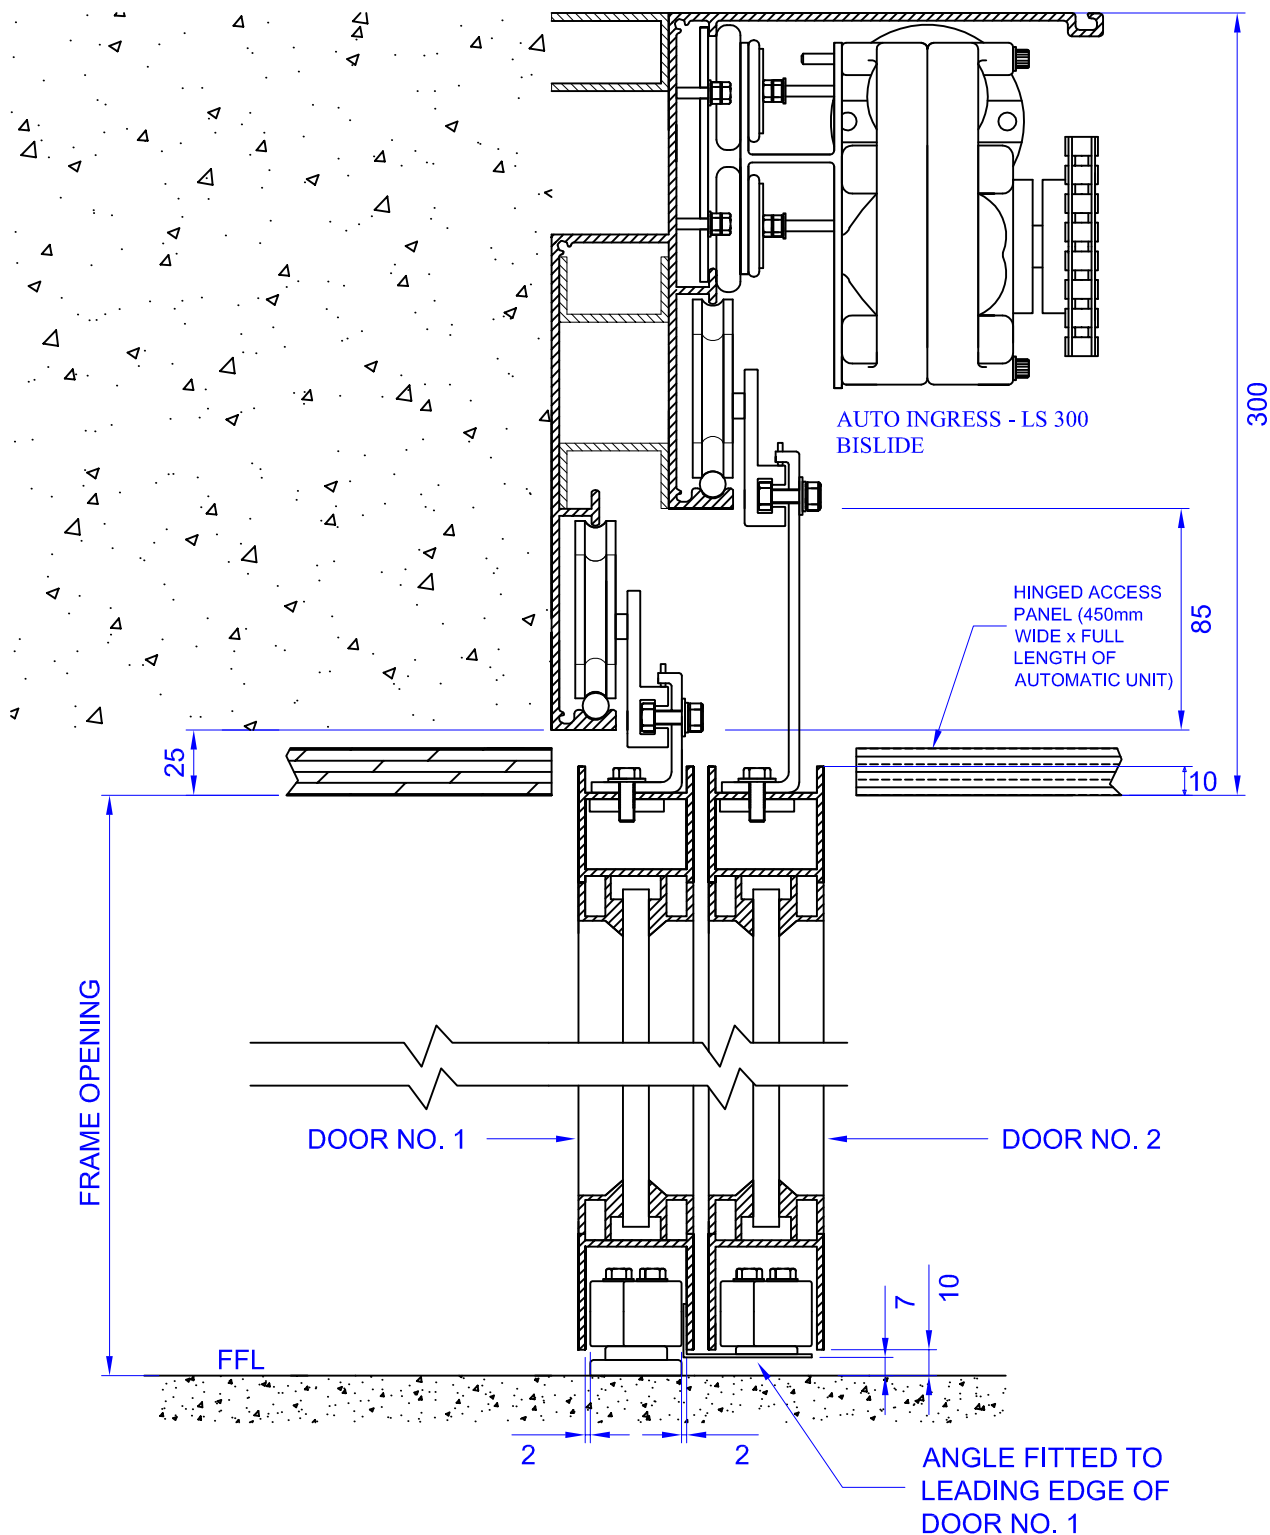 300
AUTO INGRESS - LS 300
BISLIDE
HINGED ACCESS
PANEL (450mm
WIDE x FULL
LENGTH OF
AUTOMATIC UNIT)
85
25
10
FRAME OPENING
DOOR NO. 1
DOOR NO. 2
7
10
FFL
2
2
ANGLE FITTED TO
LEADING EDGE OF
DOOR NO. 1